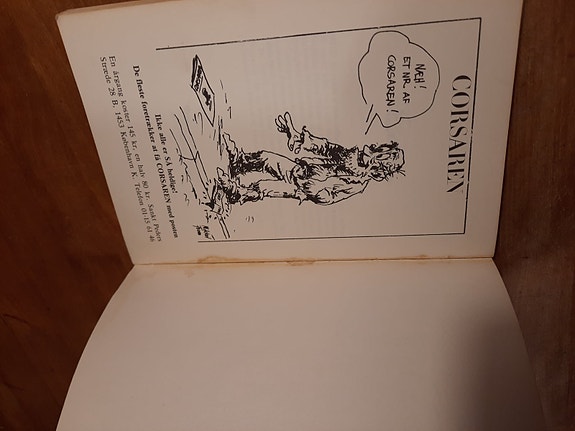 CORSAREN
NÆH!
ET NR. AF
CORSAREN!
Ikke alle er SÅ heldige!
De fleste foretrækker at få CORSAREN med posten
En årgang koster 145 kr, en halv 80 kr. Sankt Peders
Stræde 28 B, 1453 København K. Telefon 01-15 61 46